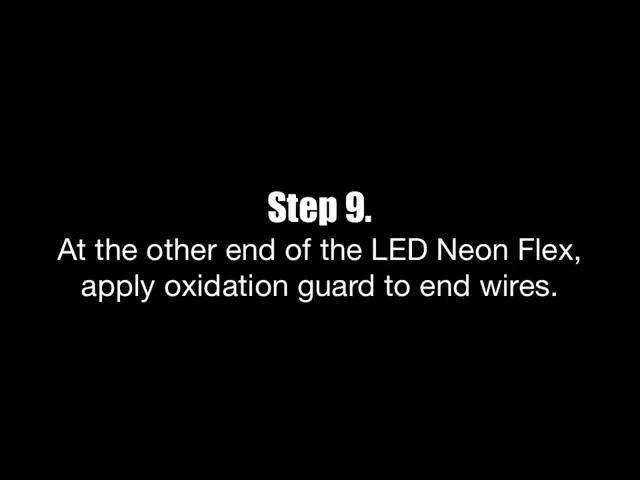 Step 9.
At the other end of the LED Neon Flex,
apply oxidation guard to end wires.